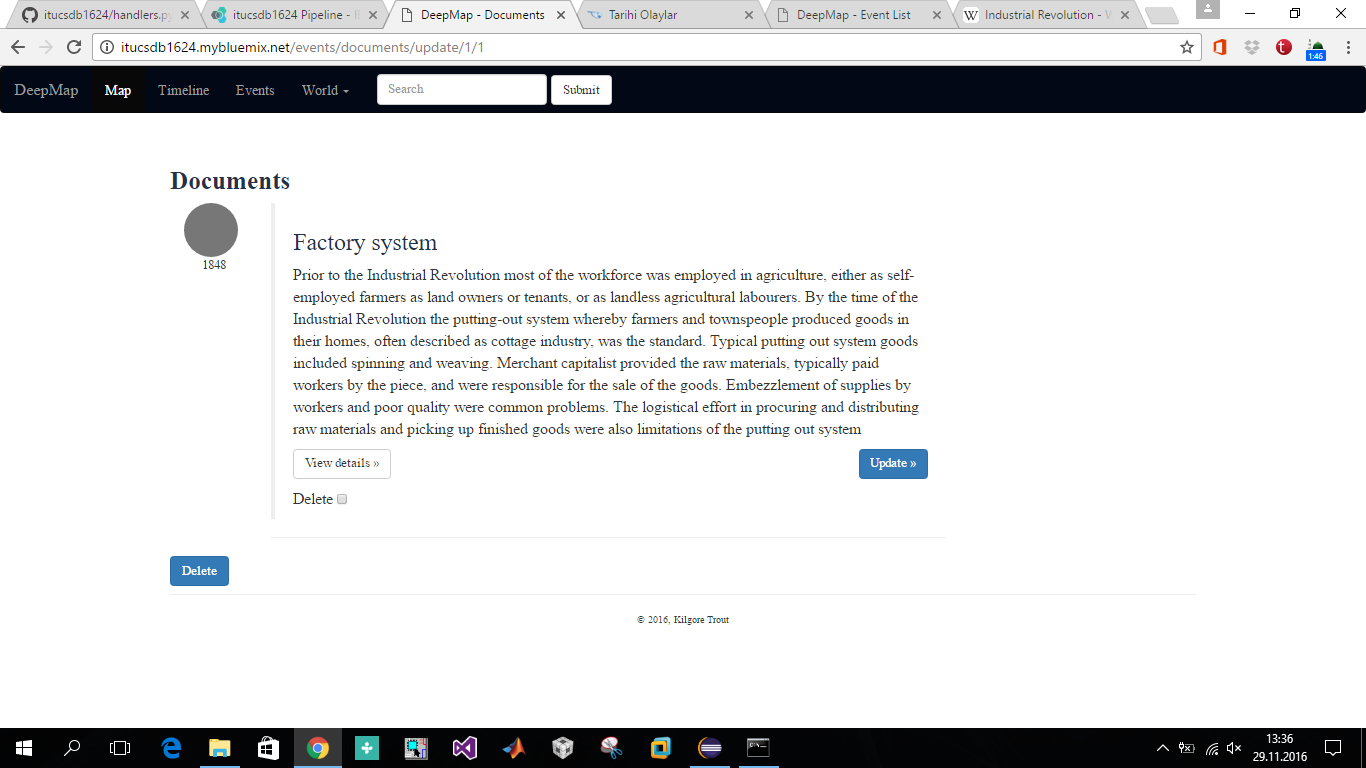 itucsdb1624/handlers.p
itucsdb1624 Pipeline - I
DeepMap - Documents
Tarihi Olaylar
DeepMap - Event List
W
Industrial Revolution - W
itucsdb1624.mybluemix.net/events/documents/update/1/1
t
1:46
DeepMap
Map
Timeline
Events
World
Search
Submit
Documents
1848
Factory system
Prior to the Industrial Revolution most of the workforce was employed in agriculture, either as self-
employed farmers as land owners or tenants, or as landless agricultural labourers. By the time of the
Industrial Revolution the putting-out system whereby farmers and townspeople produced goods in
their homes, often described as cottage industry, was the standard. Typical putting out system goods
included spinning and weaving. Merchant capitalist provided the raw materials, typically paid
workers by the piece, and were responsible for the sale of the goods. Embezzlement of supplies by
workers and poor quality were common problems. The logistical effort in procuring and distributing
raw materials and picking up finished goods were also limitations of the putting out system
View details »
Update »
Delete
Delete
© 2016, Kilgore Trout
13:36
29.11.2016